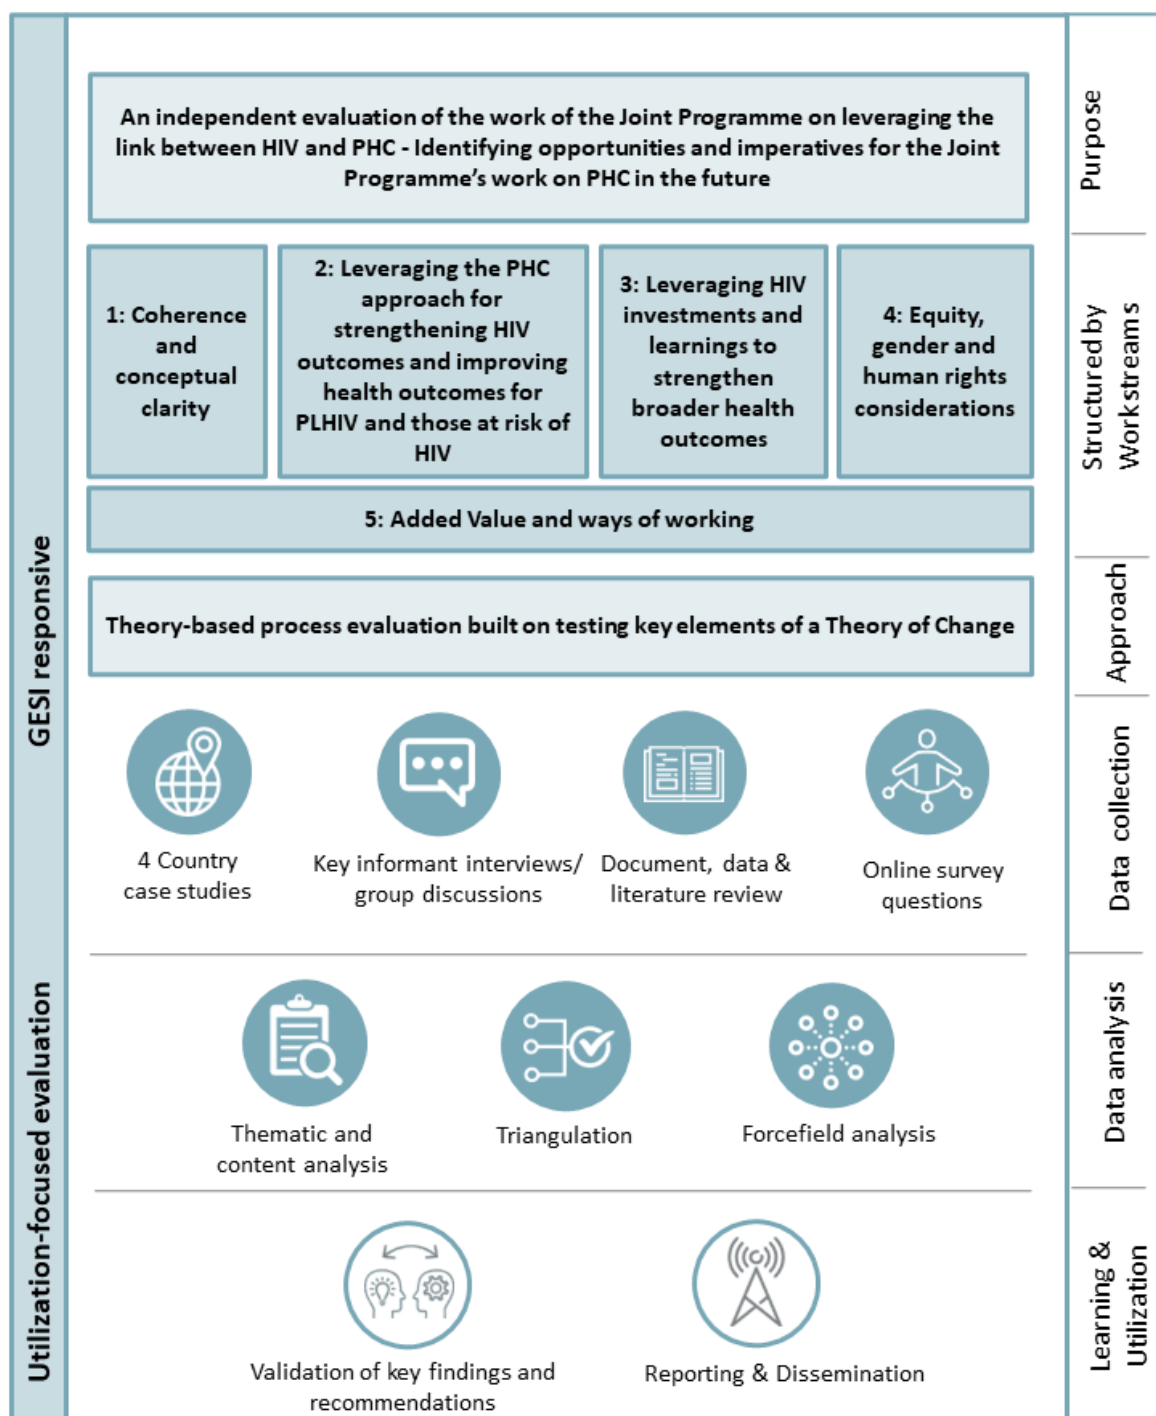 An independent evaluation of the work of the Joint Programme on leveraging the
link between HIV and PHC - Identifying opportunities and imperatives for the Joint
Programme's work on PHC in the future
Purpose
1: Coherence
and
conceptual
clarity
2: Leveraging the PHC
approach for
strengthening HIV
outcomes and improving
health outcomes for
PLHIV and those at risk of
HIV
3: Leveraging HIV
investments and
learnings to
strengthen
broader health
outcomes
4: Equity,
gender and
human rights
considerations
Structured by
Workstreams
5: Added Value and ways of working
Theory-based process evaluation built on testing key elements of a Theory of Change
Approach
GESI responsive
4 Country
case studies
Key informant interviews/
group discussions
Document, data &
literature review
Online survey
questions
Data collection
Thematic and
content analysis
Triangulation
Forcefield analysis
Data analysis
Utilization-focused evaluation
Validation of key findings and
recommendations
Reporting & Dissemination
Learning &
Utilization